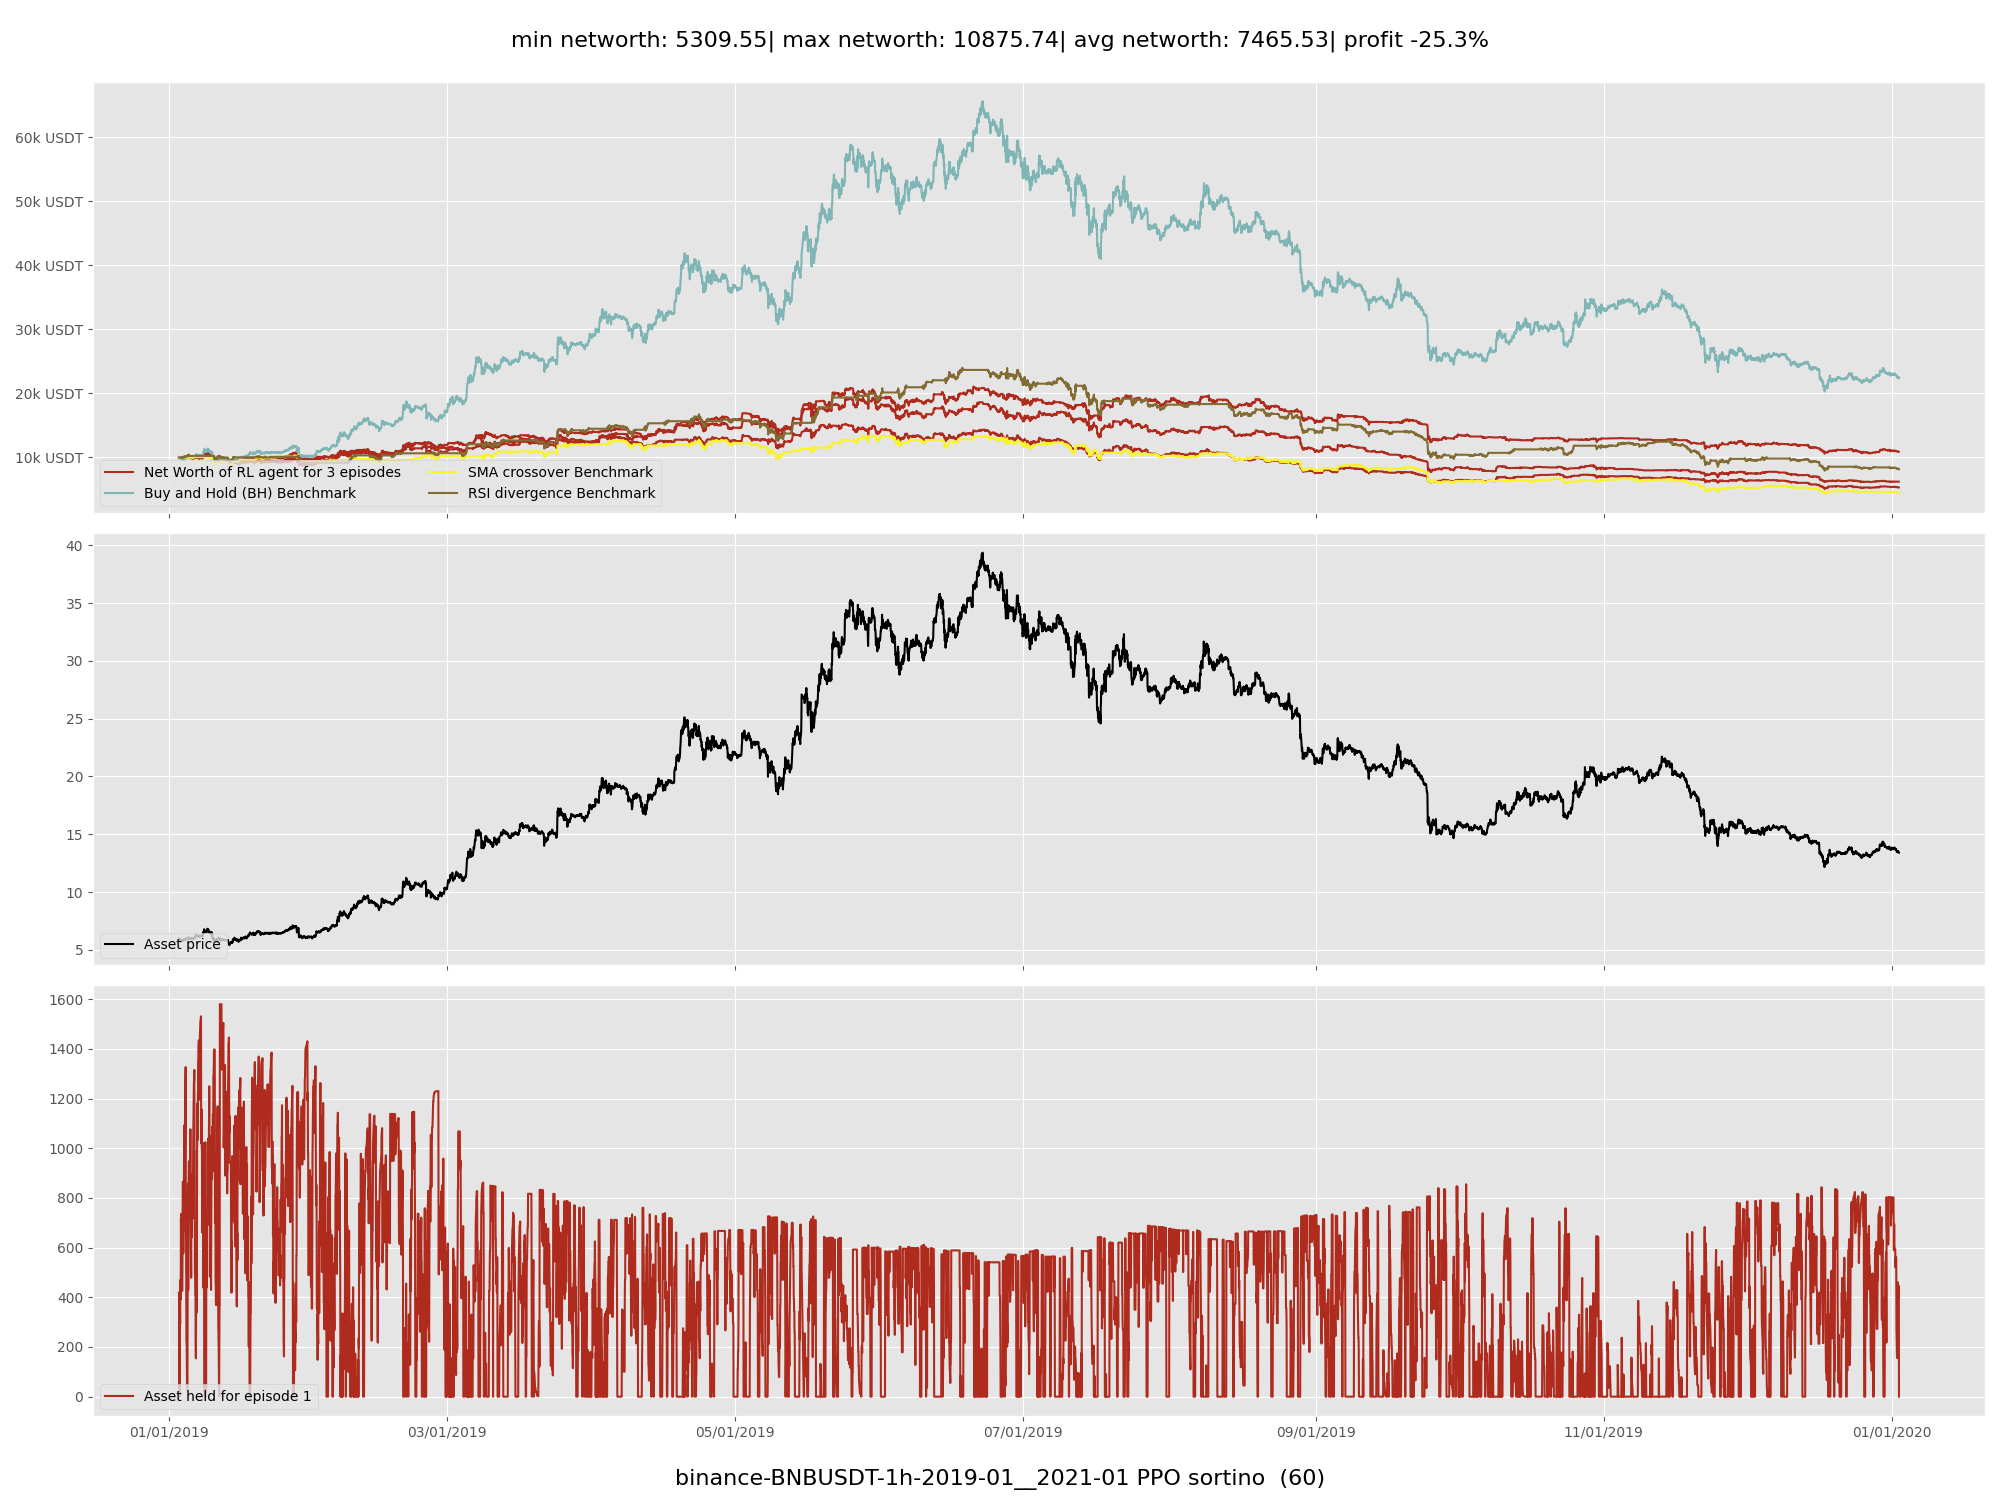 min networth: 5309.55| max networth: 10875.74| avg networth: 7465.53| profit -25.3%
60k USDT
50k USDT
40k USDT
30k USDT
20k USDT
10k USDT
Net Worth of RL agent for 3 episodes
Buy and Hold (BH) Benchmark
SMA crossover Benchmark
RSI divergence Benchmark
40
35
30
25
20
15
10
5
Asset price
1600
1400
1200
1000
800
600
400
200
0
Asset held for episode 1
01/01/2019
03/01/2019
05/01/2019
07/01/2019
09/01/2019
11/01/2019
01/01/2020
binance-BNBUSDT-1h-2019-01__2021-01 PPO sortino  (60)